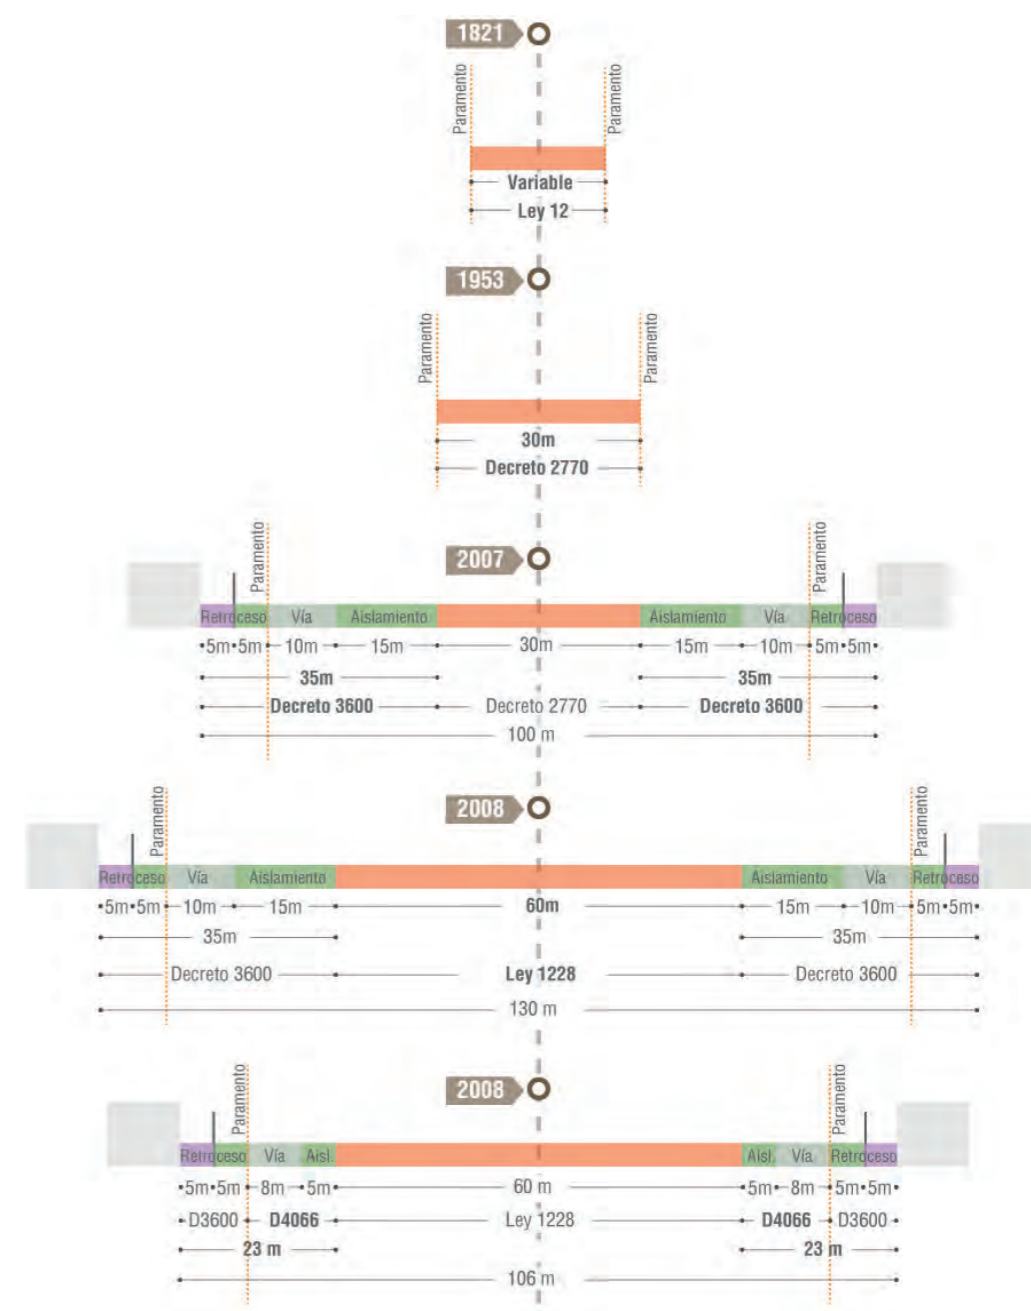 1821
Paramento Paramento
Variable
Ley 12
1953
Paramento Paramento
30m
Decreto 2770
2007
Paramento Paramento
Retroceso Vía Aislamiento Aislamiento Vía Retroceso
5m 5m 10m 15m 30m 15m 10m 5m 5m
35m 35m
Decreto 3600 Decreto 2770 Decreto 3600
100 m
2008
Paramento Paramento
Retroceso Vía Aislamiento Aislamiento Vía Retroceso
5m 5m 10m 15m 60m 15m 10m 5m 5m
35m 35m
Decreto 3600 Ley 1228 Decreto 3600
130 m
2008
Paramento Paramento
Retroceso Vía Aisl. Aisl. Vía Retroceso
5m 5m 8m 5m 60 m 5m 8m 5m 5m
D3600 D4066 Ley 1228 D4066 D3600
23 m 23 m
106 m